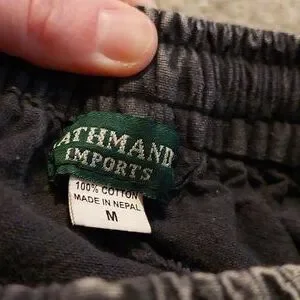 ATHMAND
IMPORTS
100% COTTON
MADE IN NEPAL
M